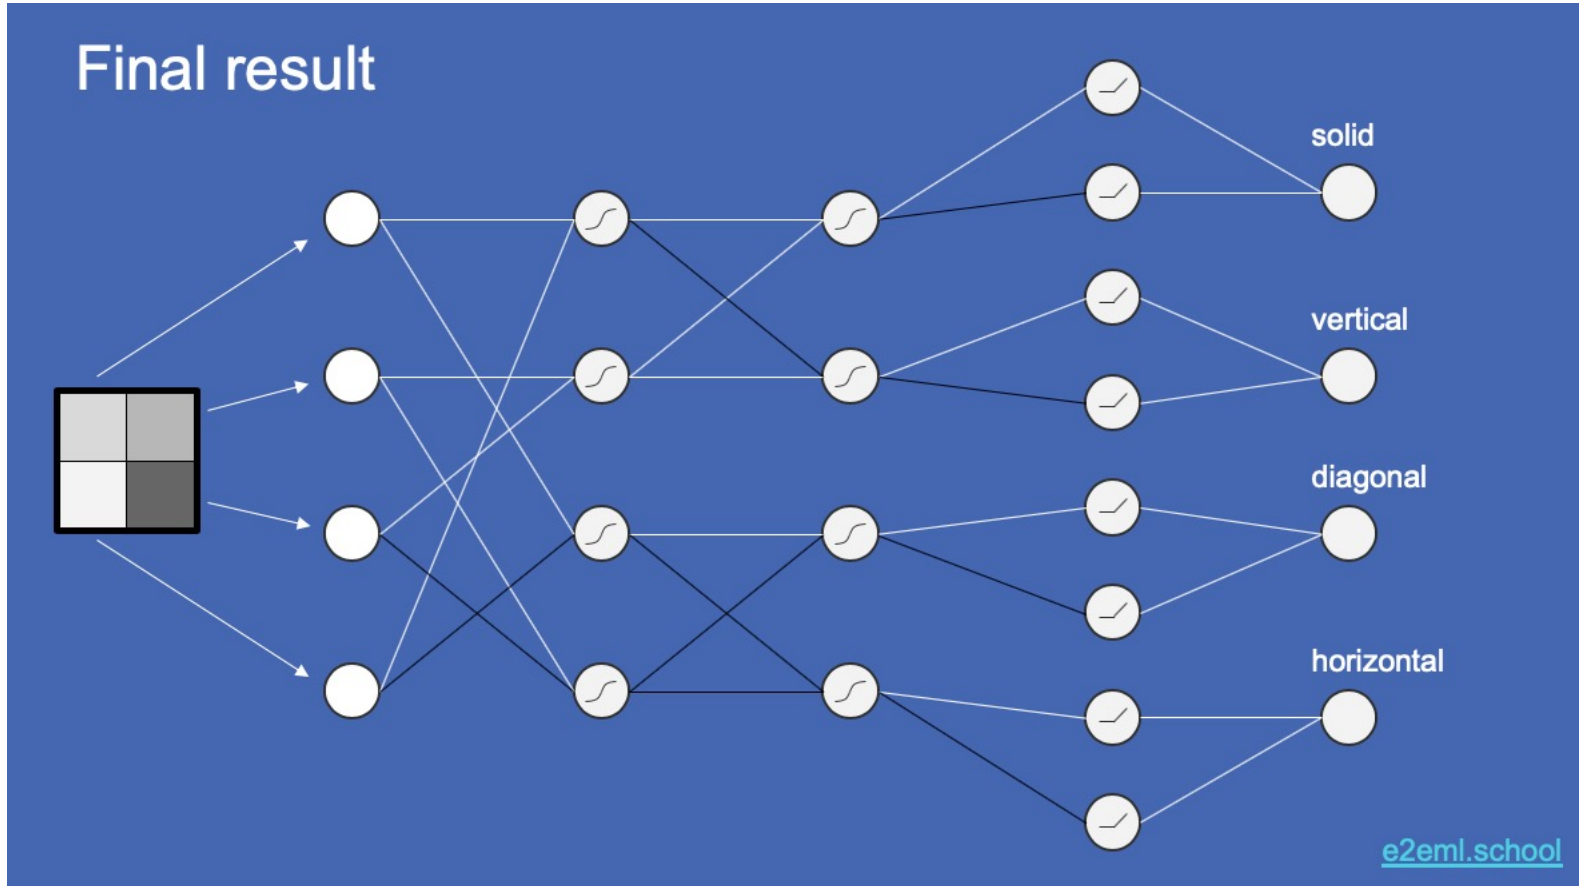 Final result
solid
vertical
diagonal
horizontal
e2eml.school